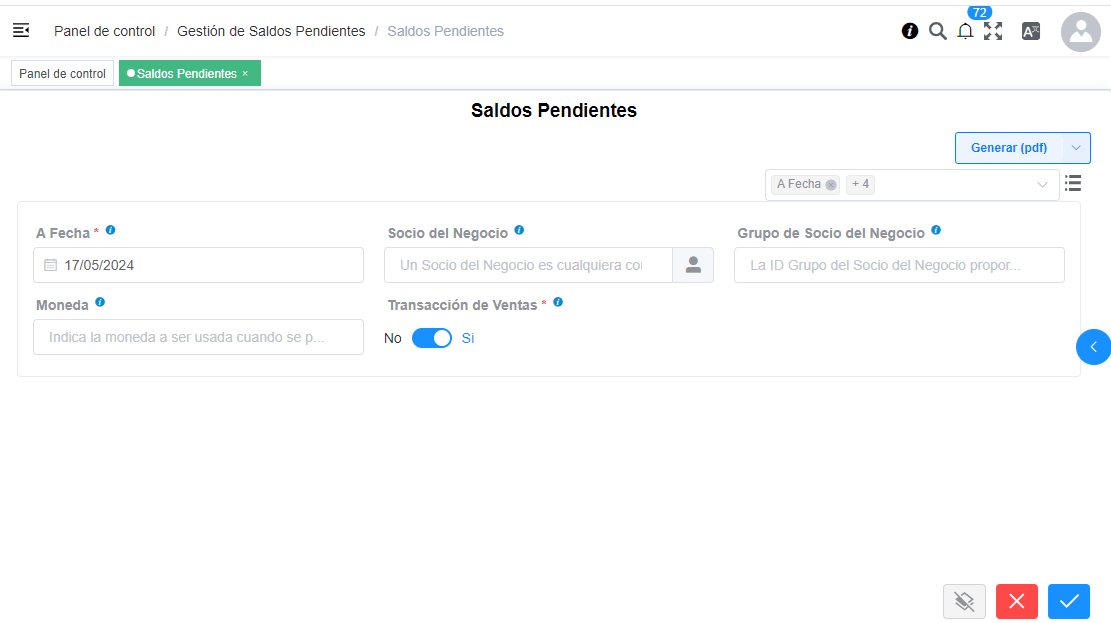 72
Panel de control / Gestión de Saldos Pendientes / Saldos Pendientes
Panel de control
Saldos Pendientes ×
Saldos Pendientes
Generar (pdf)
A Fecha + 4
A Fecha * Socio del Negocio Grupo de Socio del Negocio
17/05/2024 Un Socio del Negocio es cualquiera co La ID Grupo del Socio del Negocio propor...
Moneda Transacción de Ventas *
Indica la moneda a ser usada cuando se p... No Si